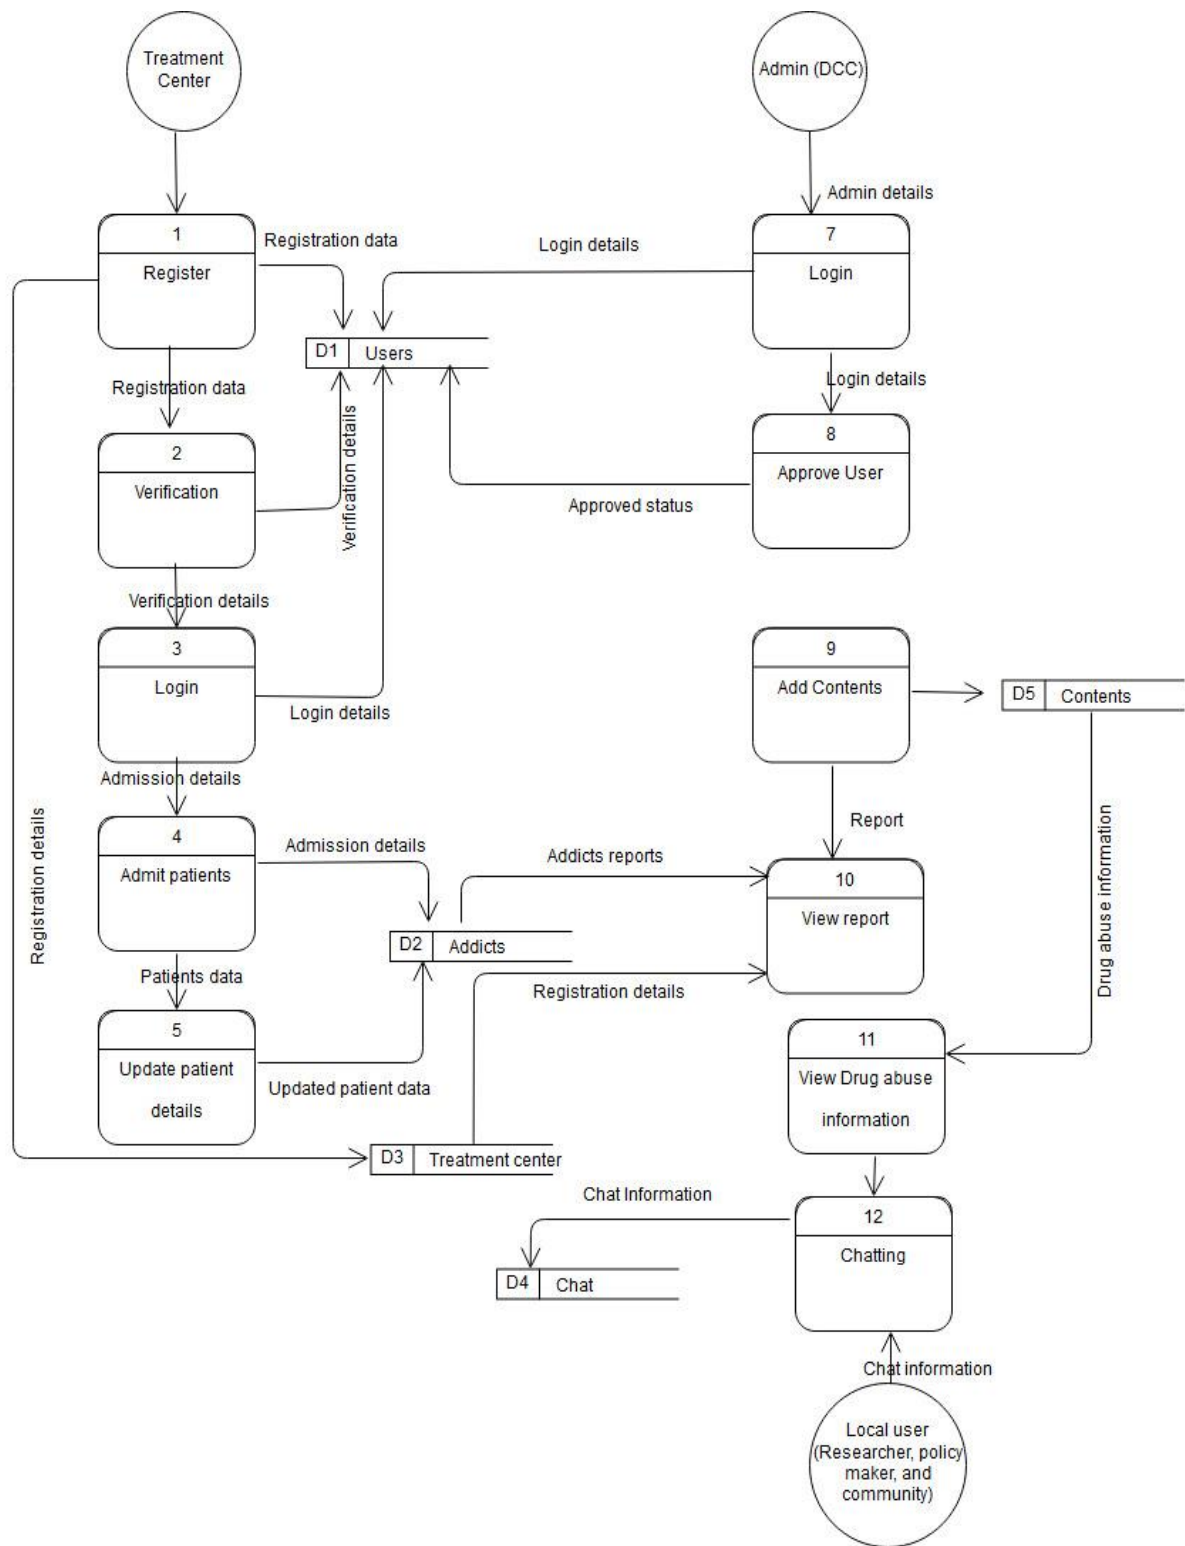 Treatment
Center
Admin (DCC)
Admin details
1
Register
Registration data
Login details
7
Login
D1
Users
Registration data
Login details
2
Verification
Verification details
8
Approve User
Approved status
Verification details
3
Login
Login details
9
Add Contents
D5
Contents
Admission details
Registration details
4
Admit patients
Admission details
Addicts reports
Report
10
View report
Drug abuse information
D2
Addicts
Patients data
Registration details
5
Update patient
details
Updated patient data
11
View Drug abuse
information
D3
Treatment center
Chat Information
12
Chatting
D4
Chat
Chat information
Local user
(Researcher, policy
maker, and
community)